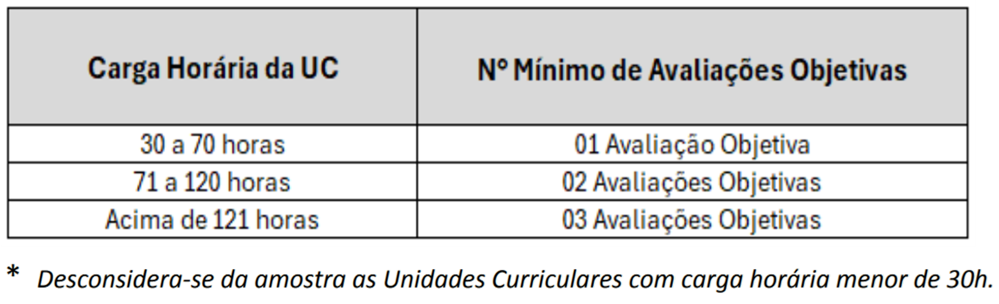 Carga Horária da UC
Nº Mínimo de Avaliações Objetivas
30 a 70 horas
01 Avaliação Objetiva
71 a 120 horas
02 Avaliações Objetivas
Acima de 121 horas
03 Avaliações Objetivas
* Desconsidera-se da amostra as Unidades Curriculares com carga horária menor de 30h.